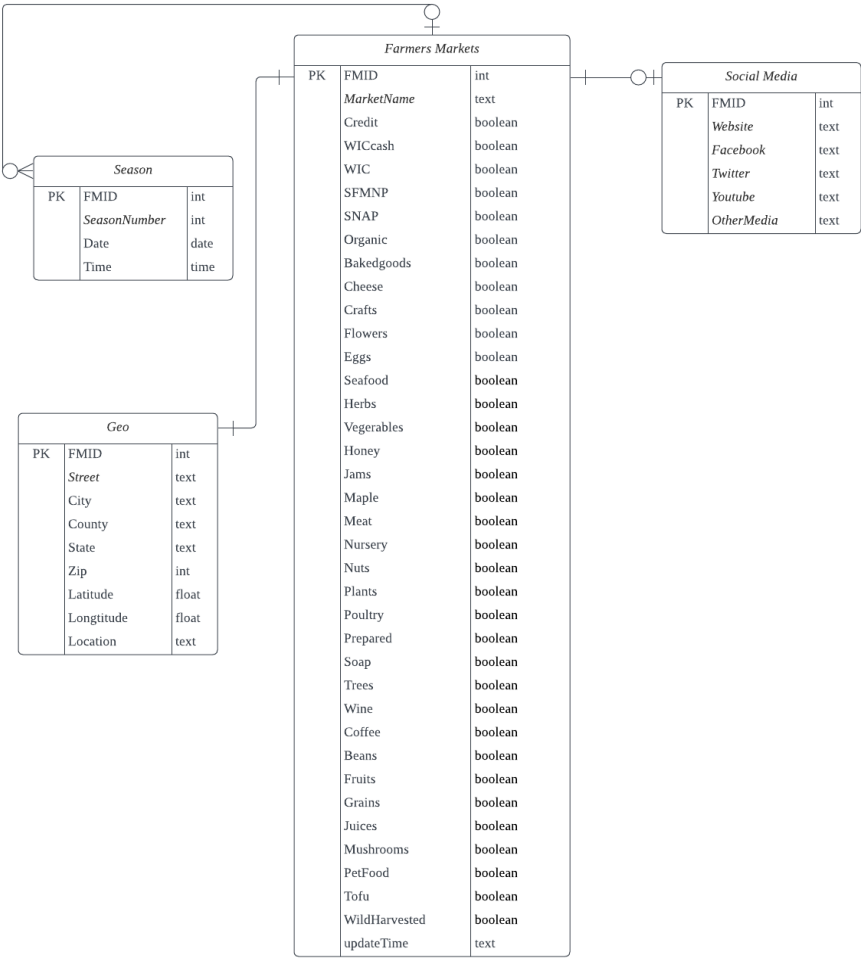 Farmers Markets
PK FMID int
MarketName text
Credit boolean
WICcash boolean
WIC boolean
SFMNP boolean
SNAP boolean
Organic boolean
Bakedgoods boolean
Cheese boolean
Crafts boolean
Flowers boolean
Eggs boolean
Seafood boolean
Herbs boolean
Vegerables boolean
Honey boolean
Jams boolean
Maple boolean
Meat boolean
Nursery boolean
Nuts boolean
Plants boolean
Poultry boolean
Prepared boolean
Soap boolean
Trees boolean
Wine boolean
Coffee boolean
Beans boolean
Fruits boolean
Grains boolean
Juices boolean
Mushrooms boolean
PetFood boolean
Tofu boolean
WildHarvested boolean
updateTime text
Social Media
PK FMID int
Website text
Facebook text
Twitter text
Youtube text
OtherMedia text
Season
PK FMID int
SeasonNumber int
Date date
Time time
Geo
PK FMID int
Street text
City text
County text
State text
Zip int
Latitude float
Longtitude float
Location text